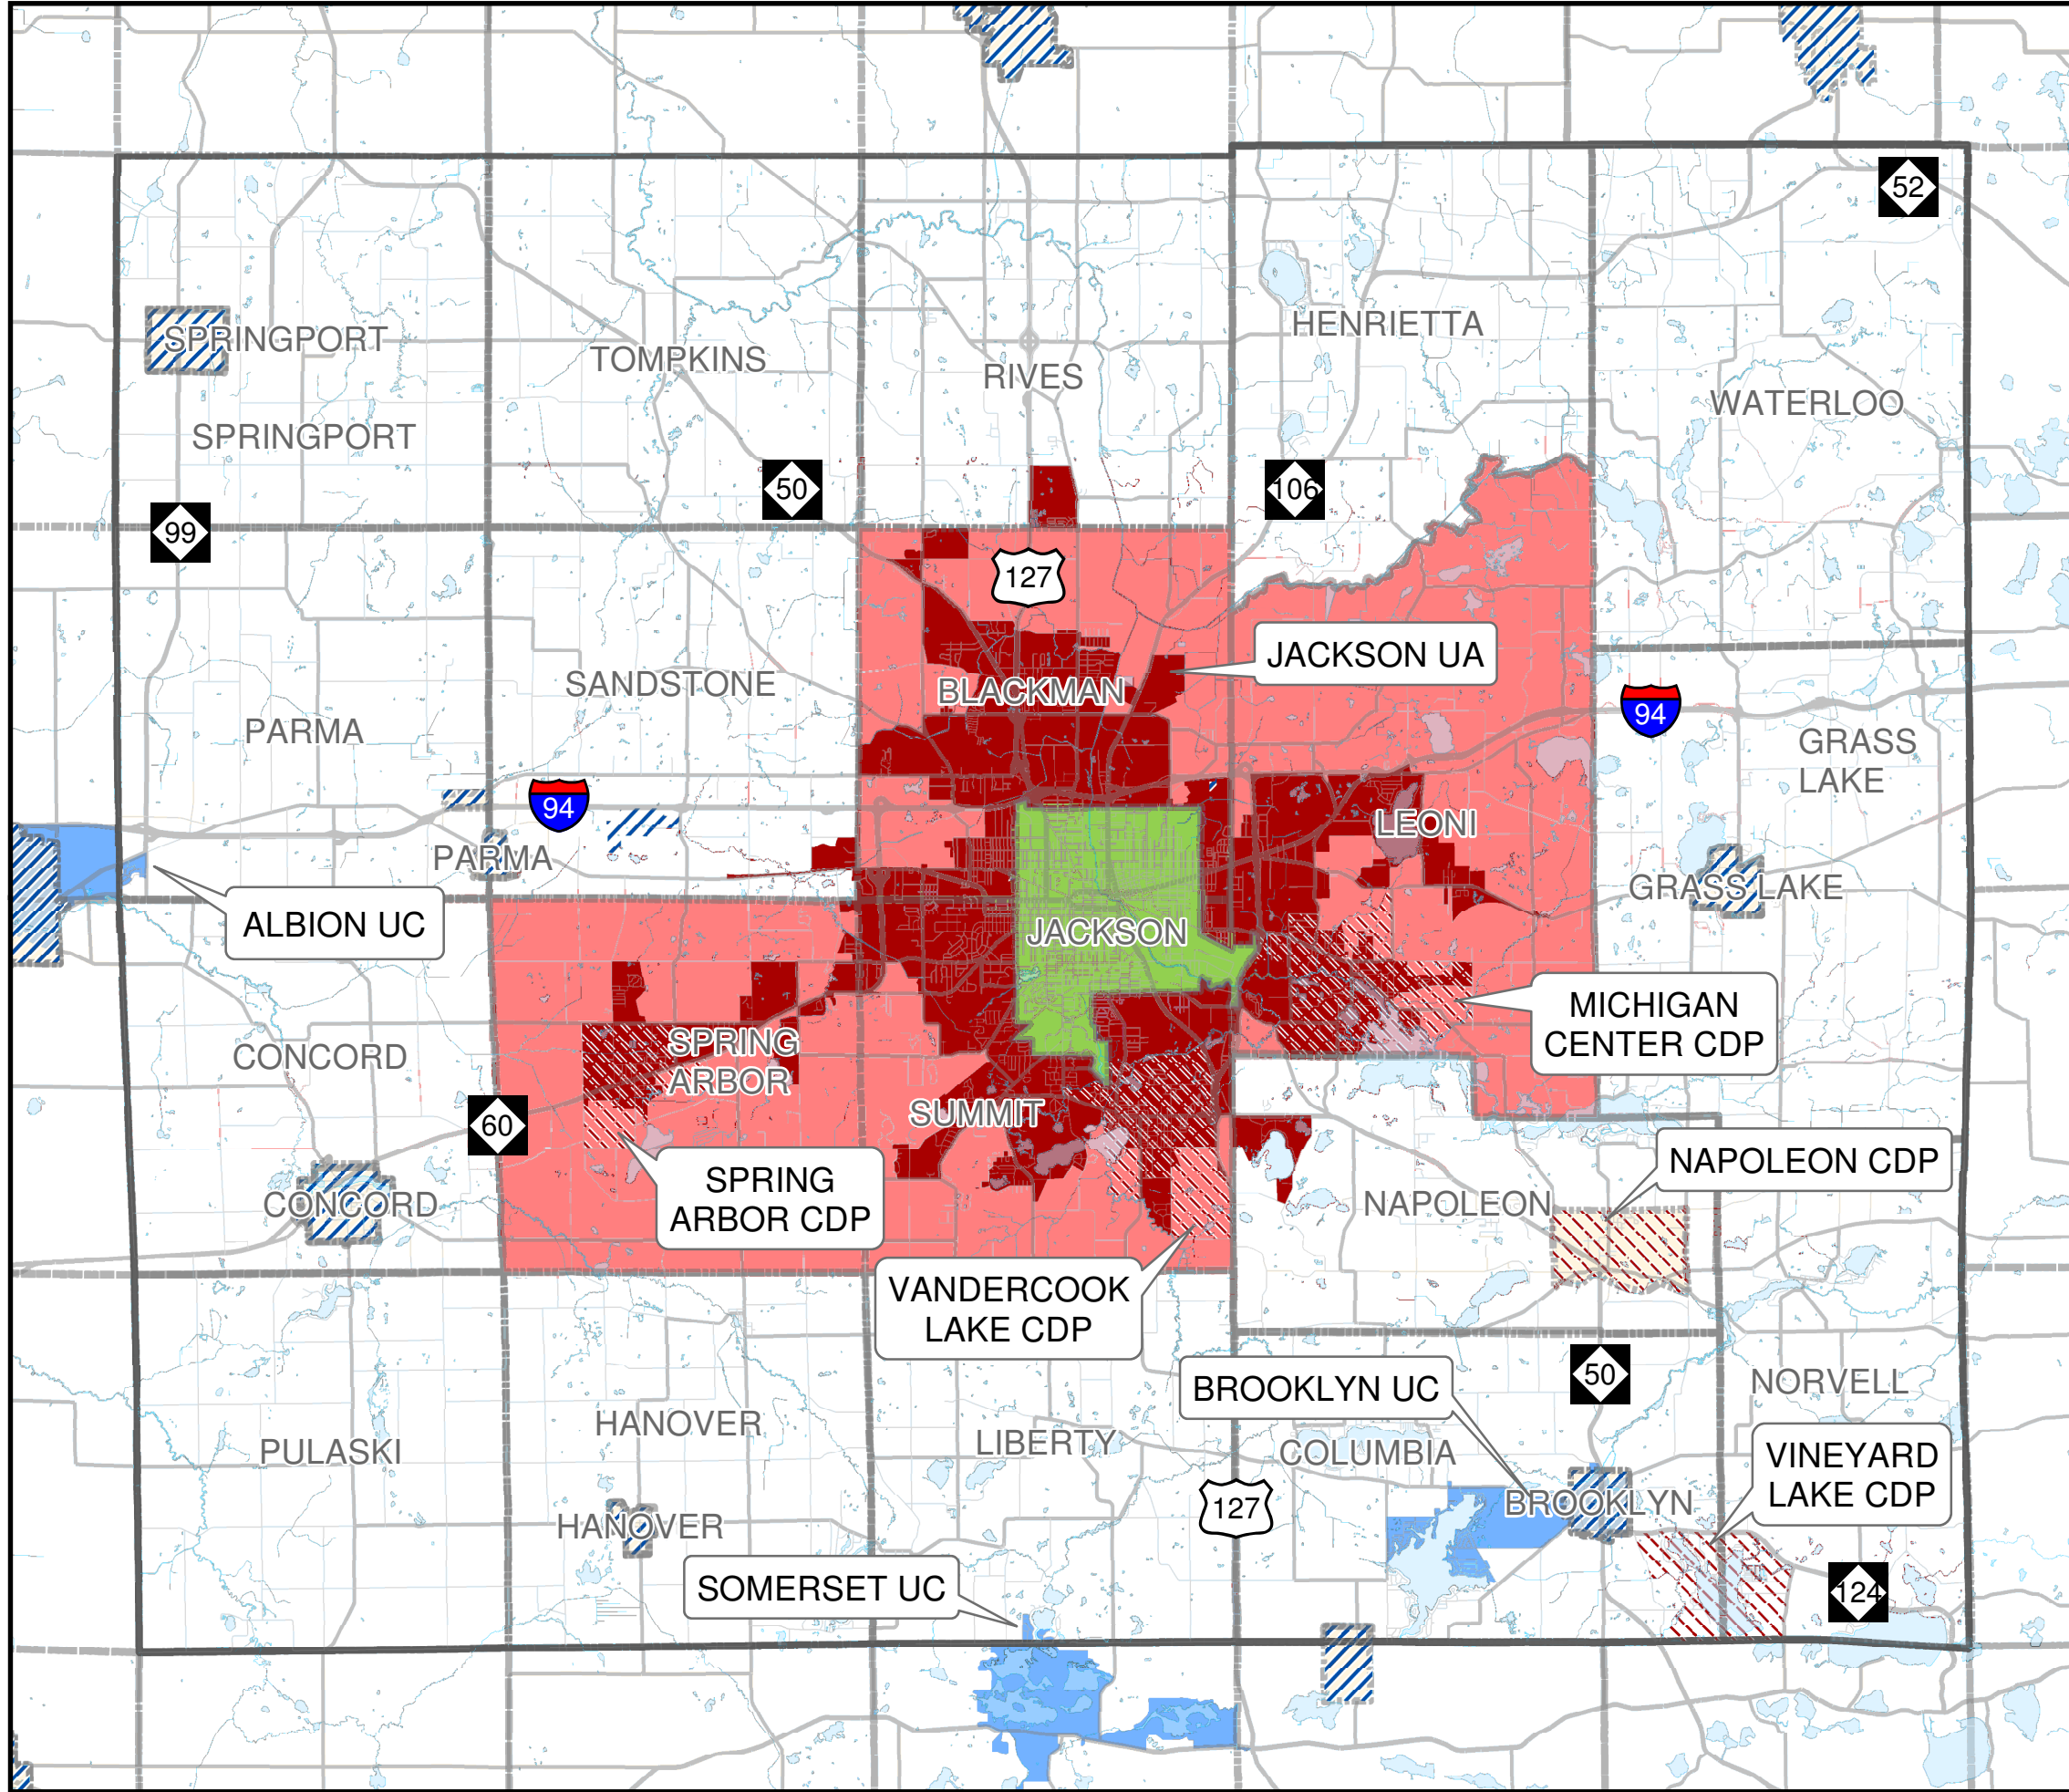 52
HENRIETTA
SPRINGPORT
TOMPKINS
RIVES
WATERLOO
SPRINGPORT
50
106
99
127
JACKSON UA
SANDSTONE
BLACKMAN
94
PARMA
GRASS
LAKE
94
LEONI
PARMA
GRASS LAKE
ALBION UC
JACKSON
MICHIGAN
CENTER CDP
SPRING
ARBOR
CONCORD
SUMMIT
60
NAPOLEON CDP
SPRING
ARBOR CDP
CONCORD
NAPOLEON
VANDERCOOK
LAKE CDP
50
BROOKLYN UC
NORVELL
HANOVER
LIBERTY
COLUMBIA
PULASKI
VINEYARD
LAKE CDP
127
BROOKLYN
HANOVER
SOMERSET UC
124